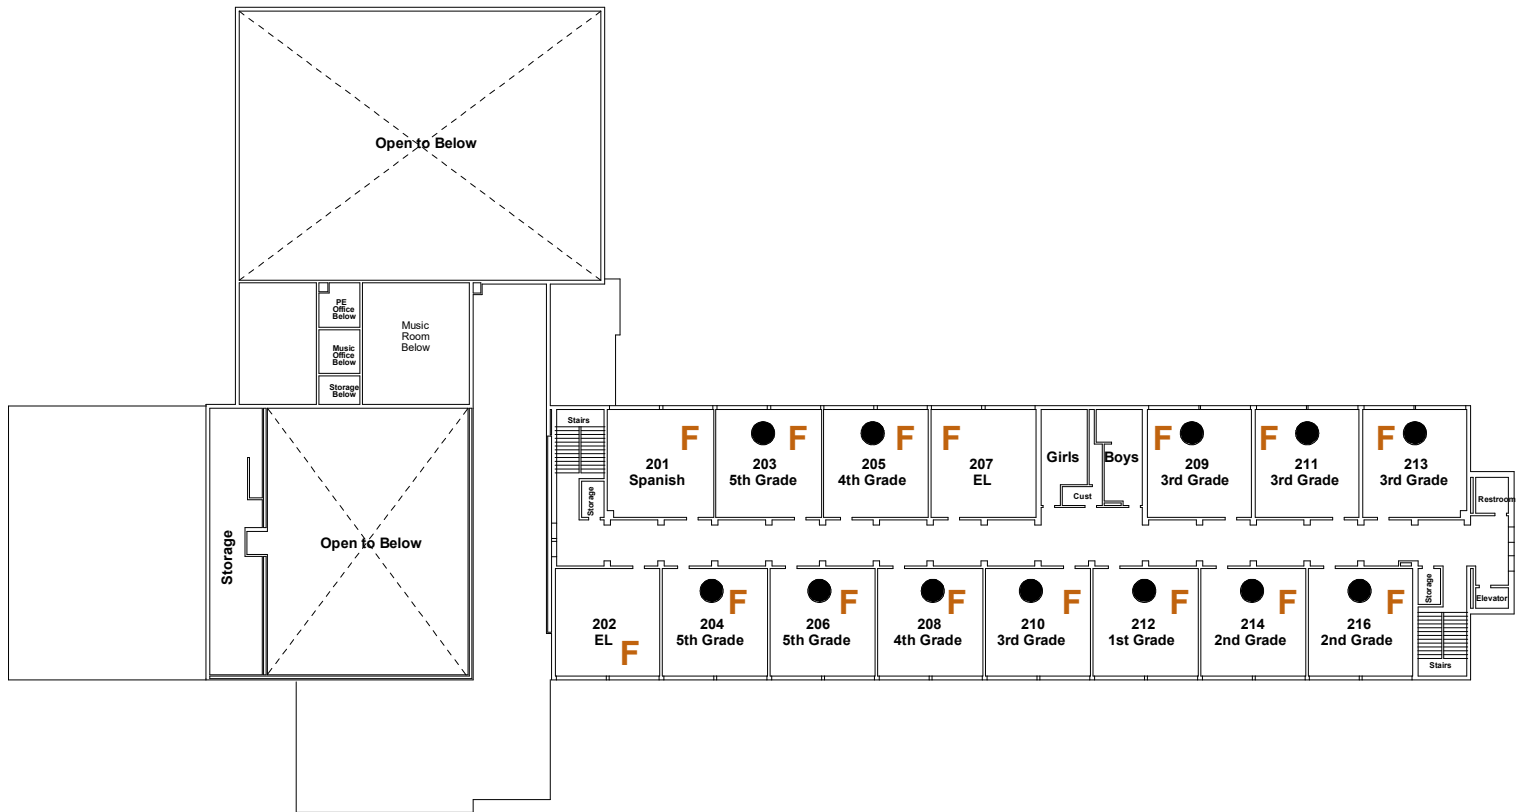 Open to Below
PE
Office
Below
Music
Office
Below
Storage
Below
Music
Room
Below
Storage
Open to Below
Stairs
Storage
F
201
Spanish
F
203
5th Grade
F
205
4th Grade
F
207
EL
Girls
Cust
Boys
F
209
3rd Grade
F
211
3rd Grade
F
213
3rd Grade
Restroom
202
EL
F
F
204
5th Grade
F
206
5th Grade
F
208
4th Grade
F
210
3rd Grade
F
212
1st Grade
F
214
2nd Grade
F
216
2nd Grade
Storage
Elevator
Stairs